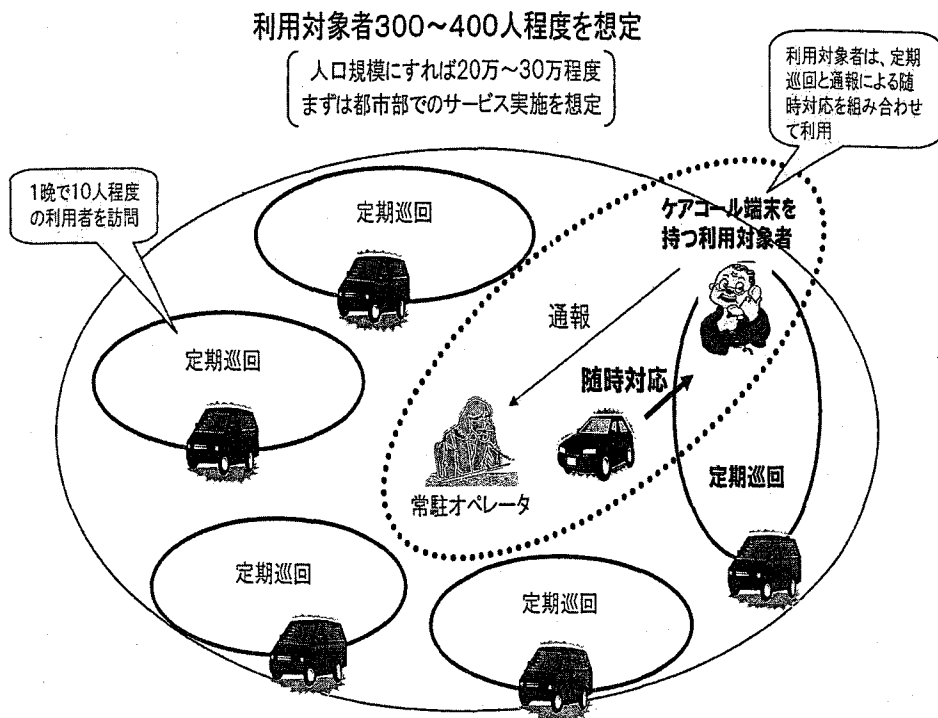 利用対象者300～400人程度を想定
人口規模にすれば20万～30万程度
まずは都市部でのサービス実施を想定
利用対象者は、定期
巡回と通報による随
時対応を組み合わせ
て利用
1晩で10人程度
の利用者を訪問
定期巡回
ケアコール端末を
持つ利用対象者
通報
定期巡回
随時対応
定期巡回
常駐オペレータ
定期巡回
定期巡回